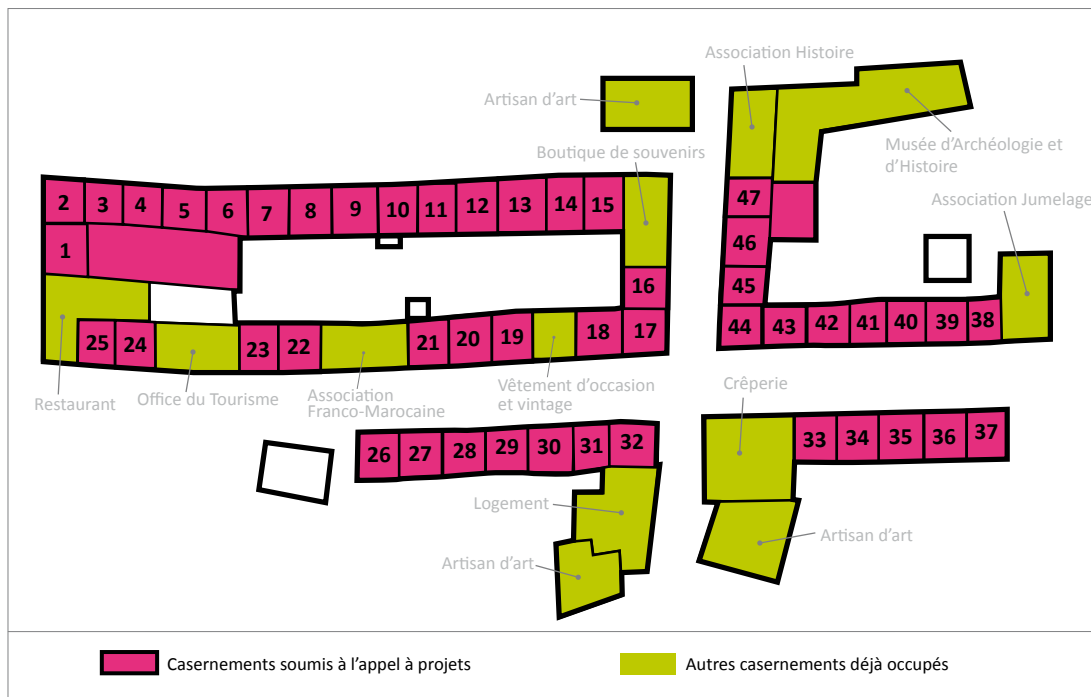 Association Histoire
Artisan d'art
Boutique de souvenirs
Musée d'Archéologie et
d'Histoire
Association Jumelage
2 3 4 5 6 7 8 9 10 11 12 13 14 15
47
1
46
16
45
25 24 23 22 21 20 19 18 17
44 43 42 41 40 39 38
Restaurant
Office du Tourisme
Association
Franco-Marocaine
Vêtement d'occasion
et vintage
Crêperie
26 27 28 29 30 31 32
33 34 35 36 37
Logement
Artisan d'art
Artisan d'art
Casernements soumis à l'appel à projets
Autres casernements déjà occupés